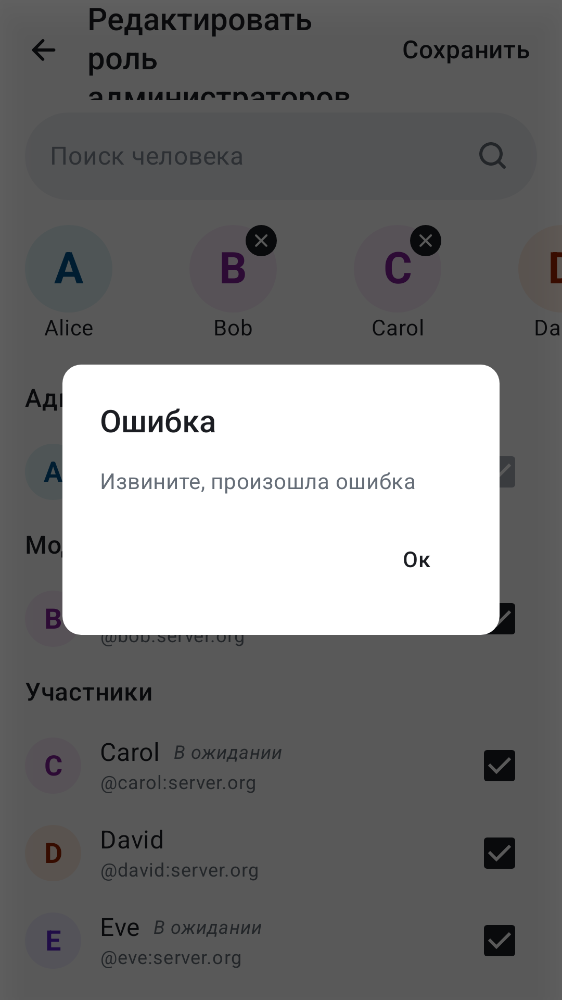 Редактировать
роль
администраторов
Сохранить
Поиск человека
A
B
C
D
Alice
Bob
Carol
Da
Ад
A
Ошибка
Извините, произошла ошибка
Ок
Мо
B
@bob:server.org
Участники
C
Carol В ожидании
@carol:server.org
D
David
@david:server.org
E
Eve В ожидании
@eve:server.org